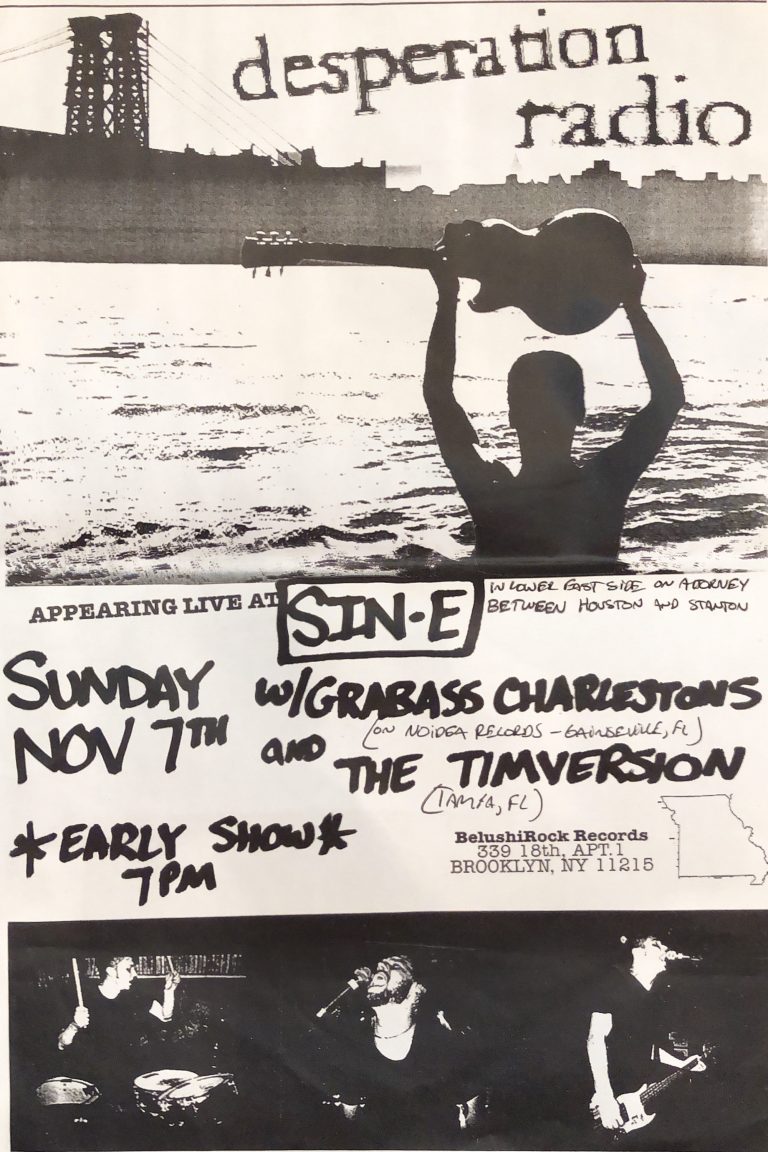 desperation
radio
APPEARING LIVE AT SIN-E
IN LOWER EAST SIDE ON ATTORNEY
BETWEEN HOUSTON AND STANTON
SUNDAY
NOV 7TH
w/GRABASS CHARLESTONS
(ON NOIDEA RECORDS - GAINSEVILLE, FL)
AND THE TIMVERSION
(TAMPA, FL)
*EARLY SHOW*
7PM
BelushiRock Records
339 18th, APT.1
BROOKLYN, NY 11215